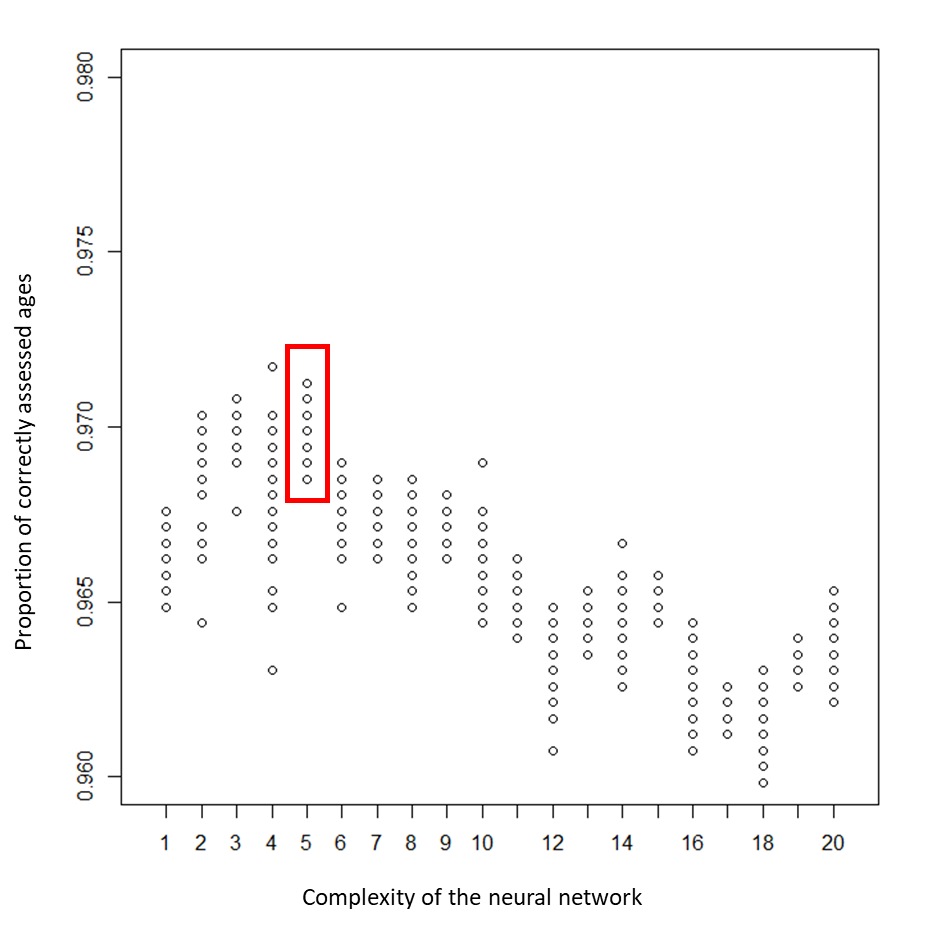 0.980
0.975
0.970
0.965
0.960
Proportion of correctly assessed ages
1 2 3 4 5 6 7 8 9 10 12 14 16 18 20
Complexity of the neural network